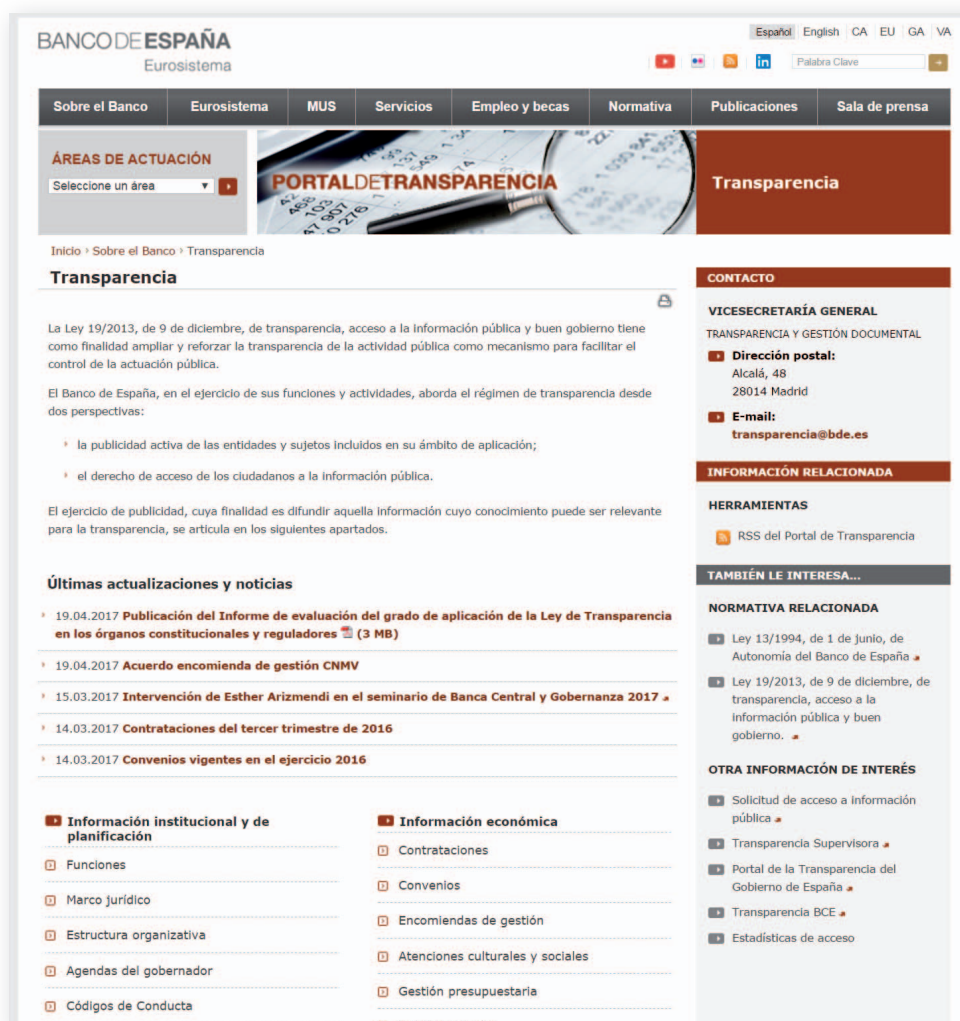 BANCO DE ESPAÑA
Eurosistema
Español English CA EU GA VA
in
Palabra Clave
Sobre el Banco Eurosistema MUS Servicios Empleo y becas Normativa Publicaciones Sala de prensa
ÁREAS DE ACTUACIÓN
Seleccione un área
PORTALDETRANSPARENCIA
Transparencia
Inicio › Sobre el Banco › Transparencia
Transparencia
La Ley 19/2013, de 9 de diciembre, de transparencia, acceso a la información pública y buen gobierno tiene
como finalidad ampliar y reforzar la transparencia de la actividad pública como mecanismo para facilitar el
control de la actuación pública.
El Banco de España, en el ejercicio de sus funciones y actividades, aborda el régimen de transparencia desde
dos perspectivas:
la publicidad activa de las entidades y sujetos incluidos en su ámbito de aplicación;
el derecho de acceso de los ciudadanos a la información pública.
El ejercicio de publicidad, cuya finalidad es difundir aquella información cuyo conocimiento puede ser relevante
para la transparencia, se articula en los siguientes apartados.
Últimas actualizaciones y noticias
19.04.2017 Publicación del Informe de evaluación del grado de aplicación de la Ley de Transparencia
en los órganos constitucionales y reguladores (3 MB)
19.04.2017 Acuerdo encomienda de gestión CNMV
15.03.2017 Intervención de Esther Arizmendi en el seminario de Banca Central y Gobernanza 2017
14.03.2017 Contrataciones del tercer trimestre de 2016
14.03.2017 Convenios vigentes en el ejercicio 2016
Información institucional y de
planificación
Funciones
Marco jurídico
Estructura organizativa
Agendas del gobernador
Códigos de Conducta
Información económica
Contrataciones
Convenios
Encomiendas de gestión
Atenciones culturales y sociales
Gestión presupuestaria
CONTACTO
VICESECRETARÍA GENERAL
TRANSPARENCIA Y GESTIÓN DOCUMENTAL
Dirección postal:
Alcalá, 48
28014 Madrid
E-mail:
transparencia@bde.es
INFORMACIÓN RELACIONADA
HERRAMIENTAS
RSS del Portal de Transparencia
TAMBIÉN LE INTERESA...
NORMATIVA RELACIONADA
Ley 13/1994, de 1 de junio, de
Autonomía del Banco de España
Ley 19/2013, de 9 de diciembre, de
transparencia, acceso a la
información pública y buen
gobierno.
OTRA INFORMACIÓN DE INTERÉS
Solicitud de acceso a información
pública
Transparencia Supervisora
Portal de la Transparencia del
Gobierno de España
Transparencia BCE
Estadísticas de acceso